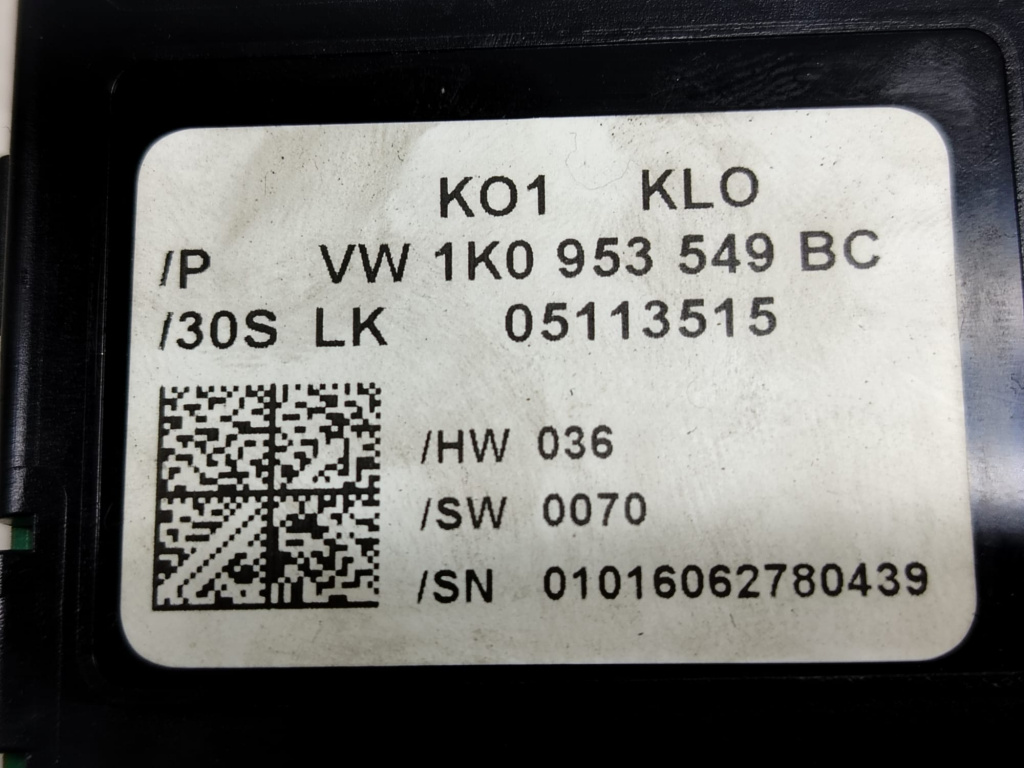 KO1 KLO
/P VW 1K0 953 549 BC
/30S LK 05113515
/HW 036
/SW 0070
/SN 01016062780439